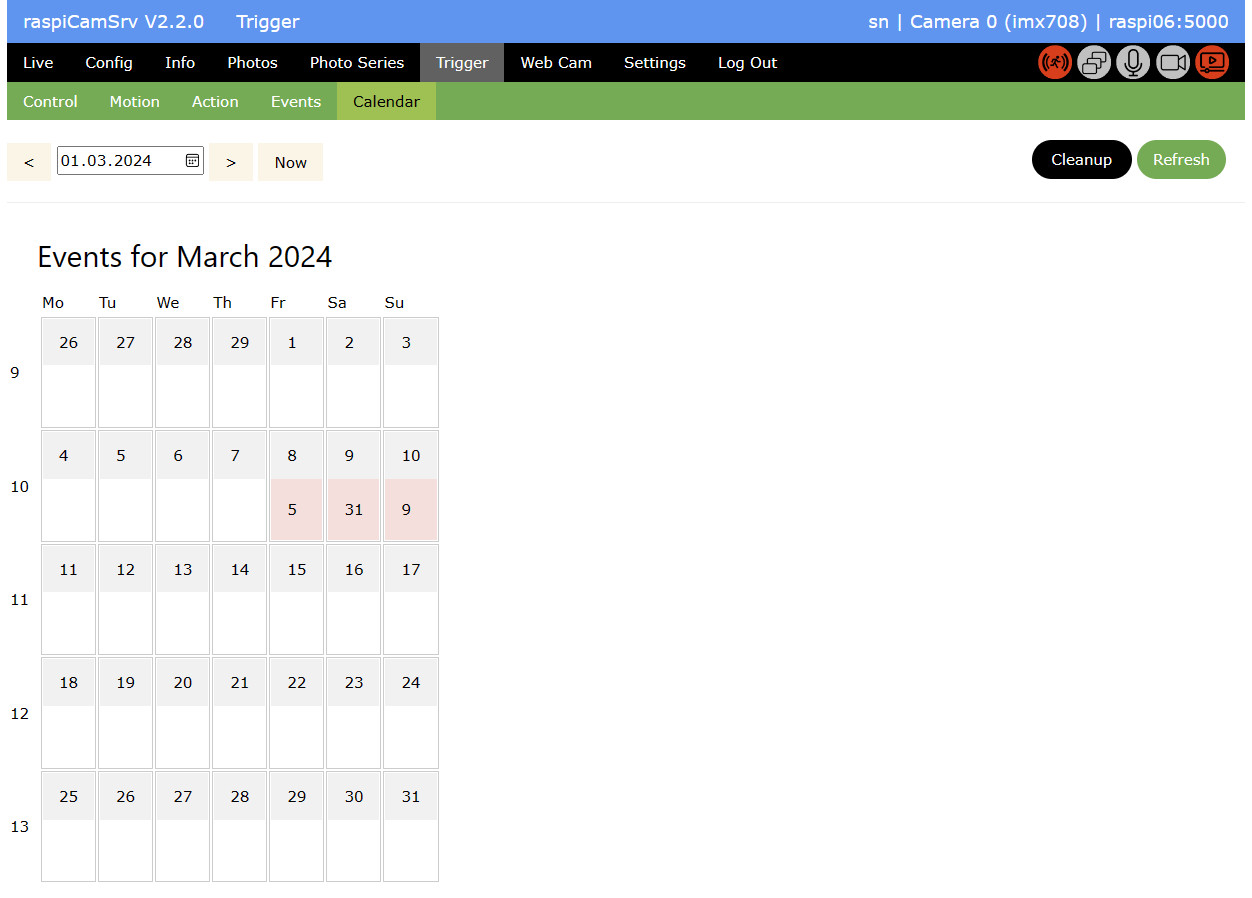 raspiCamSrv V2.2.0 Trigger sn | Camera 0 (imx708) | raspi06:5000
Live Config Info Photos Photo Series Trigger Web Cam Settings Log Out
Control Motion Action Events Calendar
< 01.03.2024 > Now Cleanup Refresh
Events for March 2024
Mo Tu We Th Fr Sa Su
26 27 28 29 1 2 3
9
4 5 6 7 8 9 10
10
5 31 9
11 12 13 14 15 16 17
11
18 19 20 21 22 23 24
12
25 26 27 28 29 30 31
13